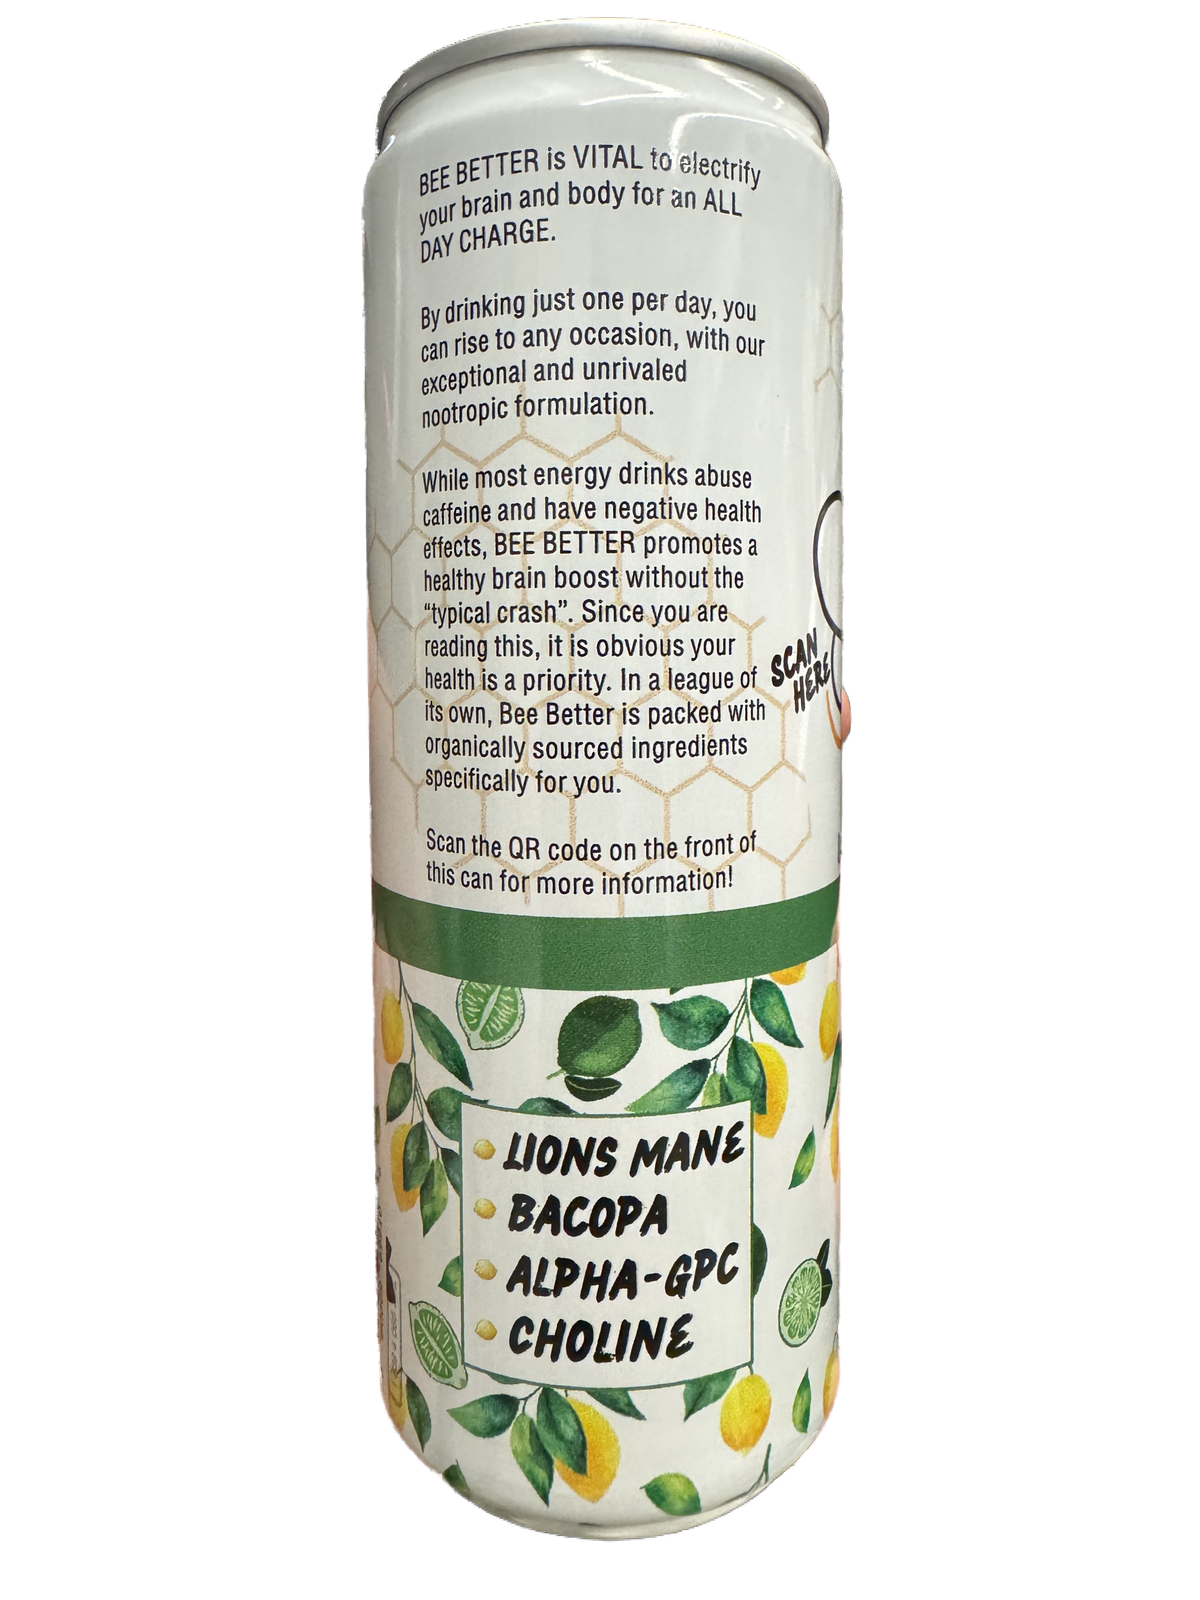 BEE BETTER is VITAL to electrify
your brain and body for an ALL
DAY CHARGE.
By drinking just one per day, you
can rise to any occasion, with our
exceptional and unrivaled
nootropic formulation.
While most energy drinks abuse
caffeine and have negative health
effects, BEE BETTER promotes a
healthy brain boost without the
“typical crash”. Since you are
reading this, it is obvious your
health is a priority. In a league of
its own, Bee Better is packed with
organically sourced ingredients
specifically for you.
Scan the QR code on the front of
this can for more information!
SCAN
HERE
LIONS MANE
BACOPA
ALPHA-GPC
CHOLINE